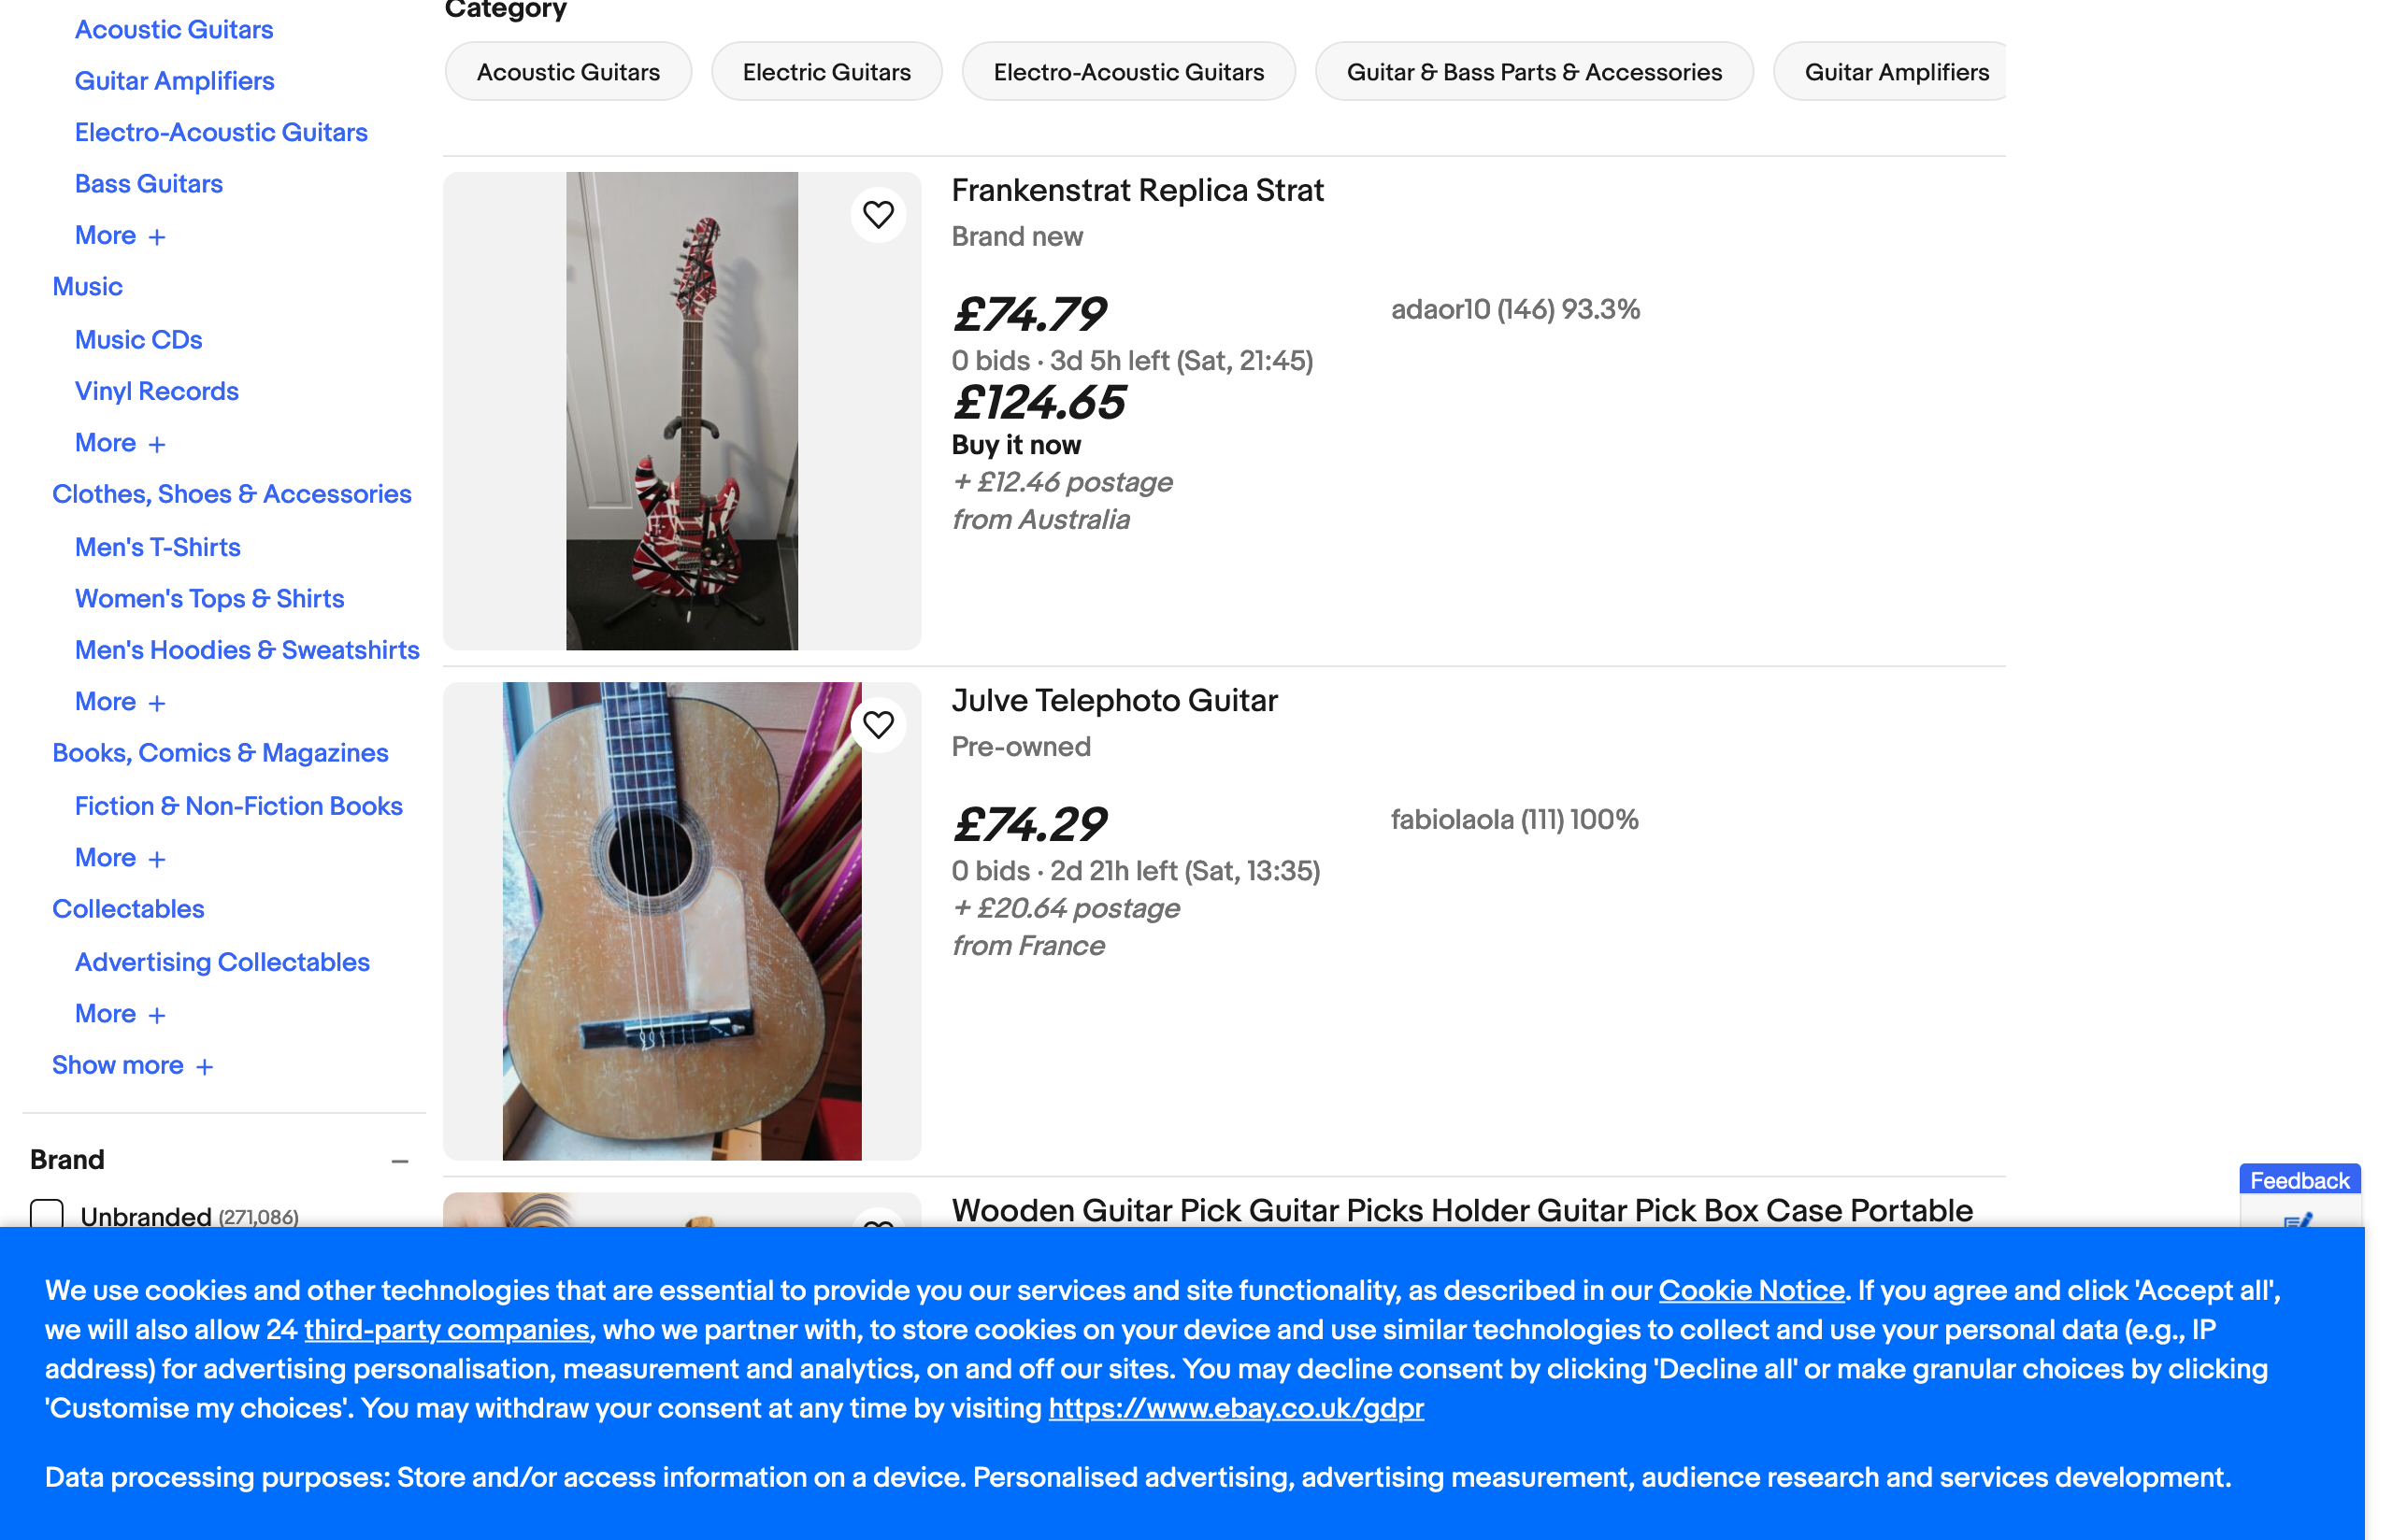 Acoustic Guitars
Guitar Amplifiers
Electro-Acoustic Guitars
Bass Guitars
More +
Music
Music CDs
Vinyl Records
More +
Clothes, Shoes & Accessories
Men's T-Shirts
Women's Tops & Shirts
Men's Hoodies & Sweatshirts
More +
Books, Comics & Magazines
Fiction & Non-Fiction Books
More +
Collectables
Advertising Collectables
More +
Show more +
Brand
Unbranded (271,086)
Category
Acoustic Guitars
Electric Guitars
Electro-Acoustic Guitars
Guitar & Bass Parts & Accessories
Guitar Amplifiers
Frankenstrat Replica Strat
Brand new
£74.79
adaor10 (146) 93.3%
0 bids · 3d 5h left (Sat, 21:45)
£124.65
Buy it now
+ £12.46 postage
from Australia
Julve Telephoto Guitar
Pre-owned
£74.29
fabiolaola (111) 100%
0 bids · 2d 21h left (Sat, 13:35)
+ £20.64 postage
from France
Wooden Guitar Pick Guitar Picks Holder Guitar Pick Box Case Portable
Feedback
We use cookies and other technologies that are essential to provide you our services and site functionality, as described in our Cookie Notice. If you agree and click 'Accept all',
we will also allow 24 third-party companies, who we partner with, to store cookies on your device and use similar technologies to collect and use your personal data (e.g., IP
address) for advertising personalisation, measurement and analytics, on and off our sites. You may decline consent by clicking 'Decline all' or make granular choices by clicking
'Customise my choices'. You may withdraw your consent at any time by visiting https://www.ebay.co.uk/gdpr
Data processing purposes: Store and/or access information on a device. Personalised advertising, advertising measurement, audience research and services development.